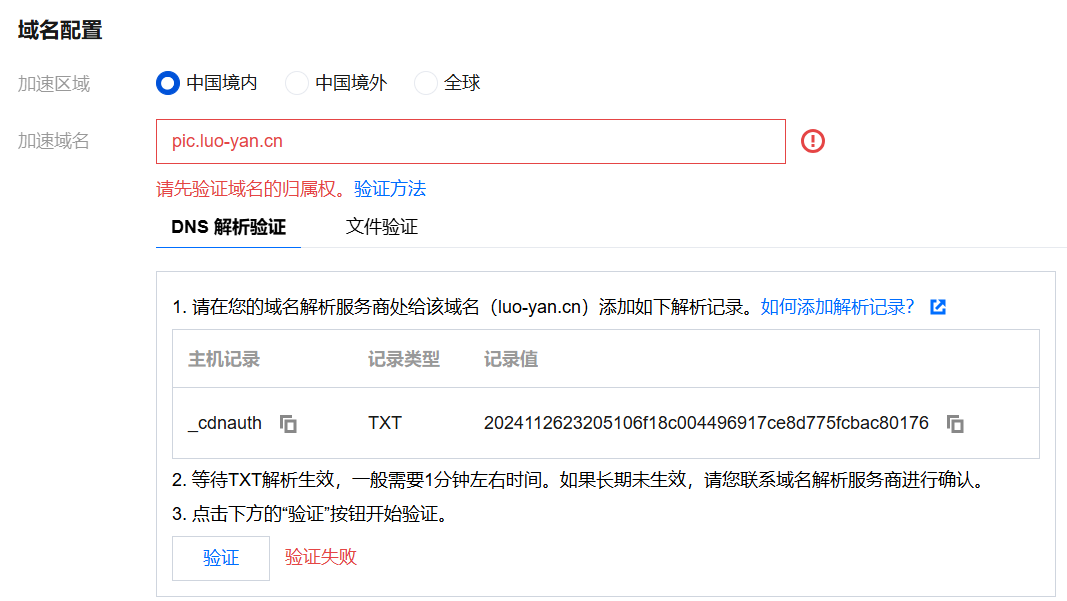 域名配置
加速区域 中国境内 中国境外 全球
加速域名 pic.luo-yan.cn
请先验证域名的归属权。验证方法
DNS 解析验证 文件验证
1. 请在您的域名解析服务商处给该域名（luo-yan.cn）添加如下解析记录。如何添加解析记录？
主机记录 记录类型 记录值
_cdnauth TXT 2024112623205106f18c004496917ce8d775fcbac80176
2. 等待TXT解析生效，一般需要1分钟左右时间。如果长期未生效，请您联系域名解析服务商进行确认。
3. 点击下方的“验证”按钮开始验证。
验证 验证失败